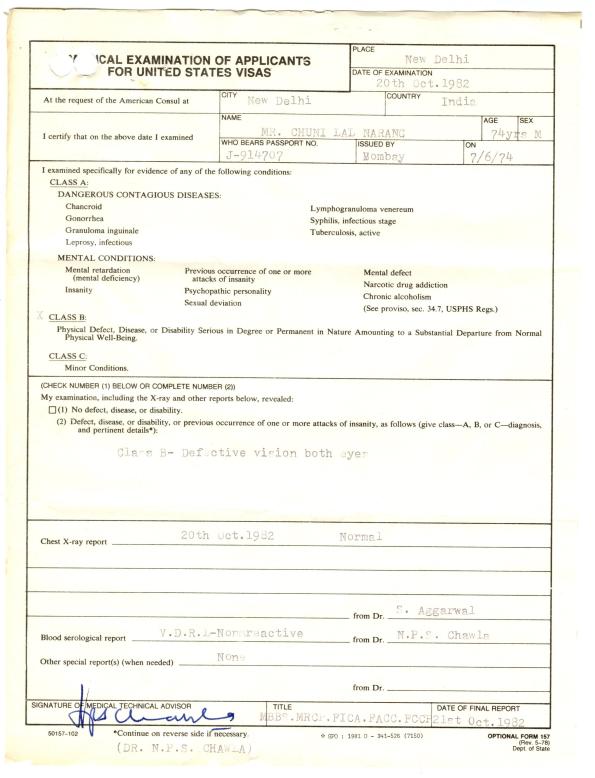 ICAL EXAMINATION OF APPLICANTS
FOR UNITED STATES VISAS
PLACE
New Delhi
DATE OF EXAMINATION
20th Oct.1982
At the request of the American Consul at
CITY
New Delhi
COUNTRY
India
I certify that on the above date I examined
NAME
MR. CHUNI LAL NARANG
AGE
74yrs
SEX
M
WHO BEARS PASSPORT NO.
J-914707
ISSUED BY
Bombay
ON
7/6/74
I examined specifically for evidence of any of the following conditions:
CLASS A:
DANGEROUS CONTAGIOUS DISEASES:
Chancroid
Gonorrhea
Granuloma inguinale
Leprosy, infectious
Lymphogranuloma venereum
Syphilis, infectious stage
Tuberculosis, active
MENTAL CONDITIONS:
Mental retardation
(mental deficiency)
Insanity
Previous occurrence of one or more
attacks of insanity
Psychopathic personality
Sexual deviation
Mental defect
Narcotic drug addiction
Chronic alcoholism
(See proviso, sec. 34.7, USPHS Regs.)
X CLASS B:
Physical Defect, Disease, or Disability Serious in Degree or Permanent in Nature Amounting to a Substantial Departure from Normal
Physical Well-Being.
CLASS C:
Minor Conditions.
(CHECK NUMBER (1) BELOW OR COMPLETE NUMBER (2))
My examination, including the X-ray and other reports below, revealed:
(1) No defect, disease, or disability.
(2) Defect, disease, or disability, or previous occurrence of one or more attacks of insanity, as follows (give class—A, B, or C—diagnosis,
and pertinent details*):
Class B- Defective vision both eyes
Chest X-ray report 20th Oct.1982 Normal
from Dr. S. Aggarwal
Blood serological report V.D.R.L-Nonreactive from Dr. N.P.S. Chawla
Other special report(s) (when needed) None
from Dr.
SIGNATURE OF MEDICAL TECHNICAL ADVISOR
NPS Chawla
TITLE
MBBS.MRCP.FICA.FACC.FCCP
DATE OF FINAL REPORT
21st Oct.1982
50157-102
*Continue on reverse side if necessary.
(DR. N.P.S. CHAWLA)
☆ GPO : 1981 O - 341-526 (7150)
OPTIONAL FORM 157
(Rev. 5-78)
Dept. of State